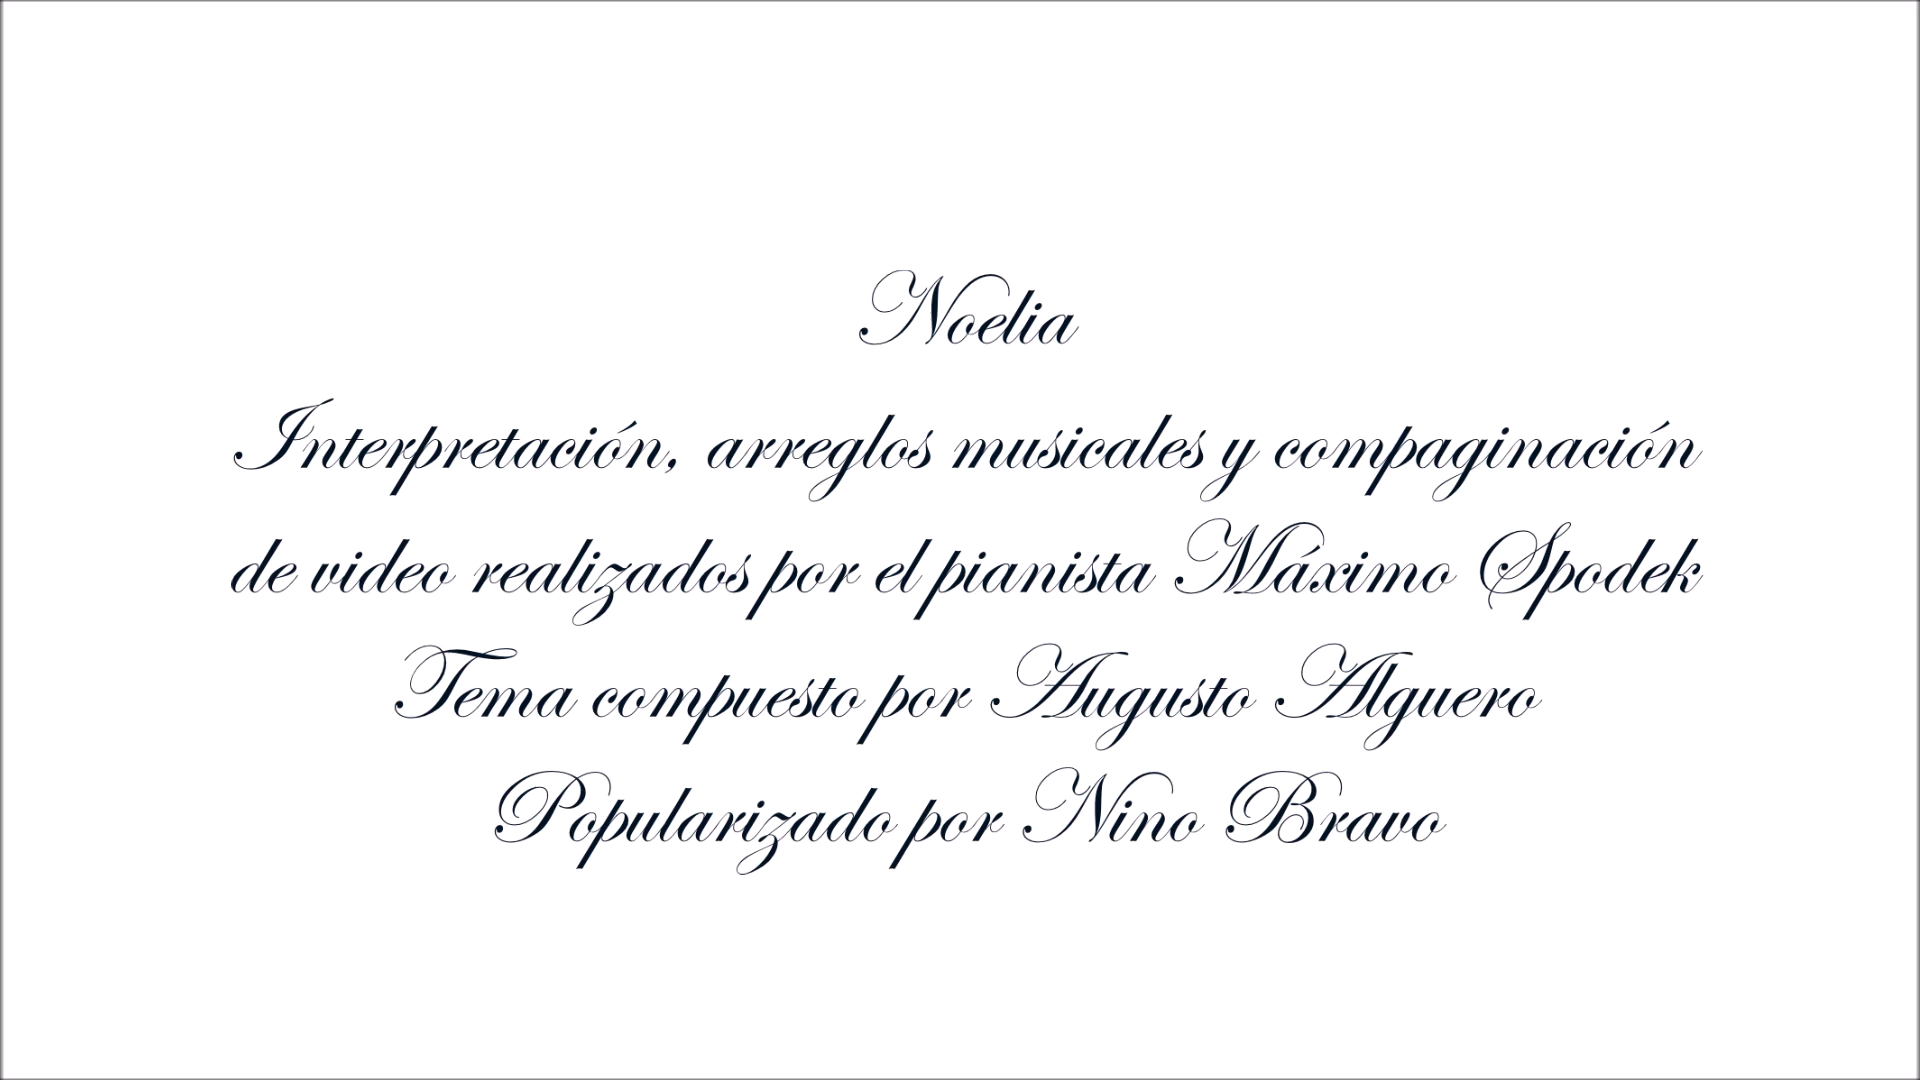 Noelia
Interpretación, arreglos musicales y compaginación
de video realizados por el pianista Máximo Spodek
Tema compuesto por Augusto Alguero
Popularizado por Nino Bravo